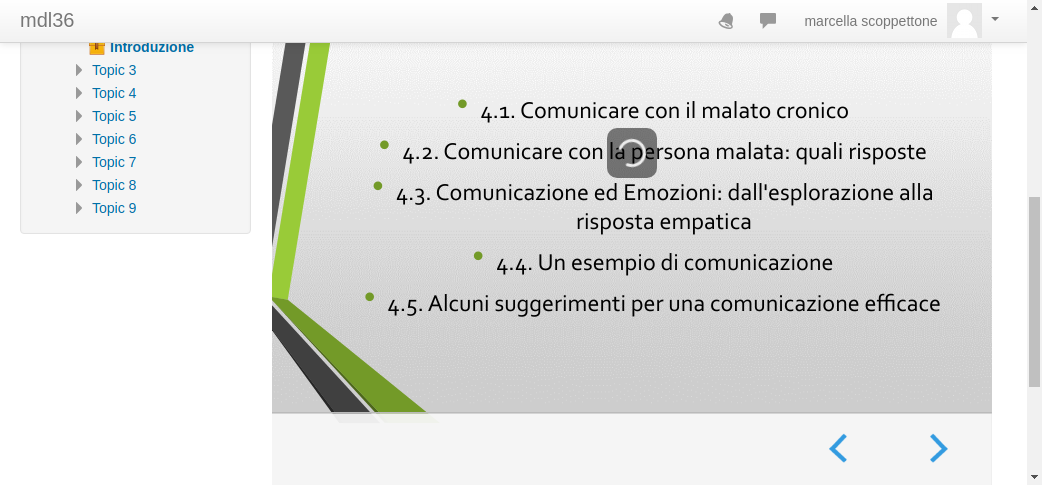 mdl36
marcella scoppettone
Introduzione
Topic 3
Topic 4
Topic 5
Topic 6
Topic 7
Topic 8
Topic 9
4.1. Comunicare con il malato cronico
4.2. Comunicare con la persona malata: quali risposte
4.3. Comunicazione ed Emozioni: dall'esplorazione alla
risposta empatica
4.4. Un esempio di comunicazione
4.5. Alcuni suggerimenti per una comunicazione efficace